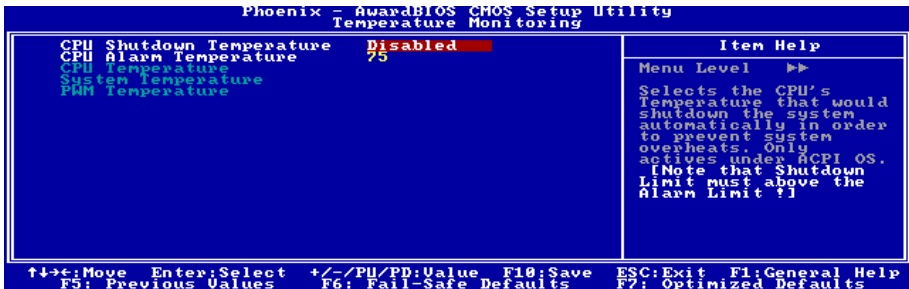 Phoenix - AwardBIOS CMOS Setup Utility
Temperature Monitoring
CPU Shutdown Temperature Disabled
CPU Alarm Temperature 75
CPU Temperature
System Temperature
PWM Temperature
Item Help
Menu Level ▸▸
Selects the CPU's
Temperature that would
shutdown the system
automatically in order
to prevent system
overheats. Only
actives under ACPI OS.
[Note that Shutdown
Limit must above the
Alarm Limit !]
↑↓→←:Move Enter:Select +/-/PU/PD:Value F10:Save ESC:Exit F1:General Help
F5: Previous Values F6: Fail-Safe Defaults F7: Optimized Defaults